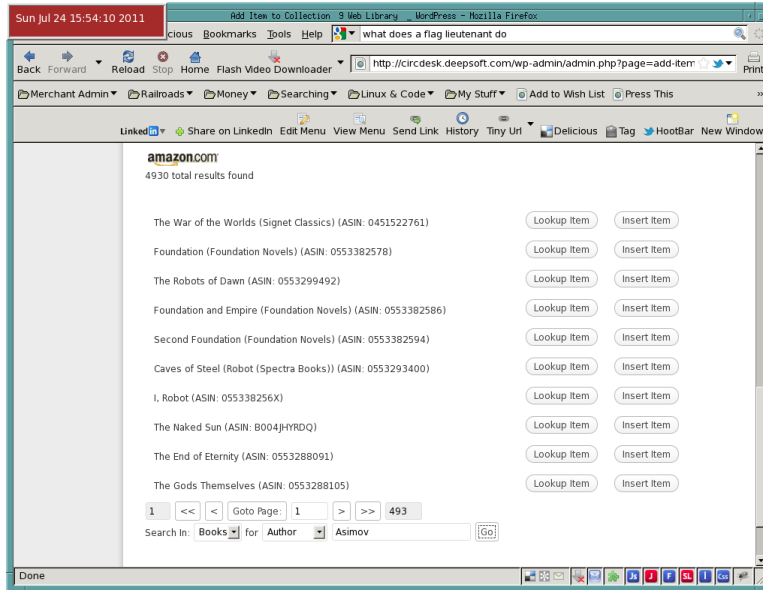 Sun Jul 24 15:54:10 2011
Add Item to Collection 9 Web Library _ WordPress - Mozilla Firefox
cious Bookmarks Tools Help what does a flag lieutenant do
Back Forward Reload Stop Home Flash Video Downloader http://circdesk.deepsoft.com/wp-admin/admin.php?page=add-item Print
Merchant Admin Railroads Money Searching Linux & Code My Stuff Add to Wish List Press This »
Linked in Share on LinkedIn Edit Menu View Menu Send Link History Tiny Url Delicious Tag HootBar New Window
amazon.com
4930 total results found
The War of the Worlds (Signet Classics) (ASIN: 0451522761) Lookup Item Insert Item
Foundation (Foundation Novels) (ASIN: 0553382578) Lookup Item Insert Item
The Robots of Dawn (ASIN: 0553299492) Lookup Item Insert Item
Foundation and Empire (Foundation Novels) (ASIN: 0553382586) Lookup Item Insert Item
Second Foundation (Foundation Novels) (ASIN: 0553382594) Lookup Item Insert Item
Caves of Steel (Robot (Spectra Books)) (ASIN: 0553293400) Lookup Item Insert Item
I, Robot (ASIN: 055338256X) Lookup Item Insert Item
The Naked Sun (ASIN: B004JHYRDQ) Lookup Item Insert Item
The End of Eternity (ASIN: 0553288091) Lookup Item Insert Item
The Gods Themselves (ASIN: 0553288105) Lookup Item Insert Item
1 << < Goto Page: 1 > >> 493
Search In: Books for Author Asimov Go
Done Js J F SL I Css